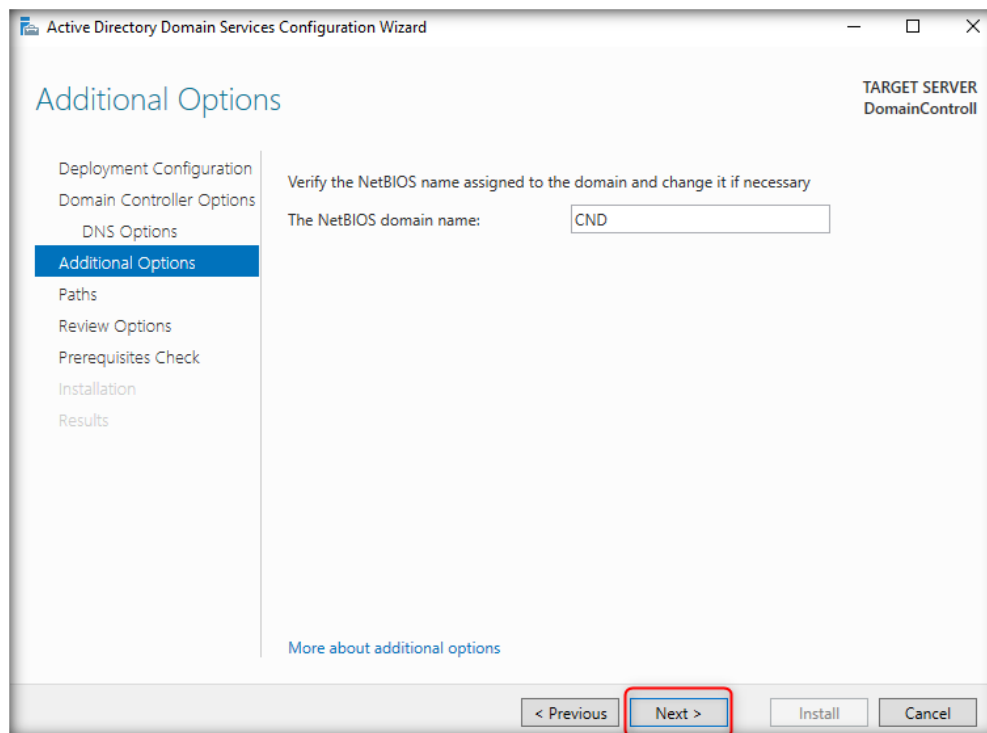 Active Directory Domain Services Configuration Wizard
Additional Options
TARGET SERVER
DomainControll
Deployment Configuration
Domain Controller Options
DNS Options
Additional Options
Paths
Review Options
Prerequisites Check
Installation
Results
Verify the NetBIOS name assigned to the domain and change it if necessary
The NetBIOS domain name: CND
More about additional options
< Previous Next > Install Cancel